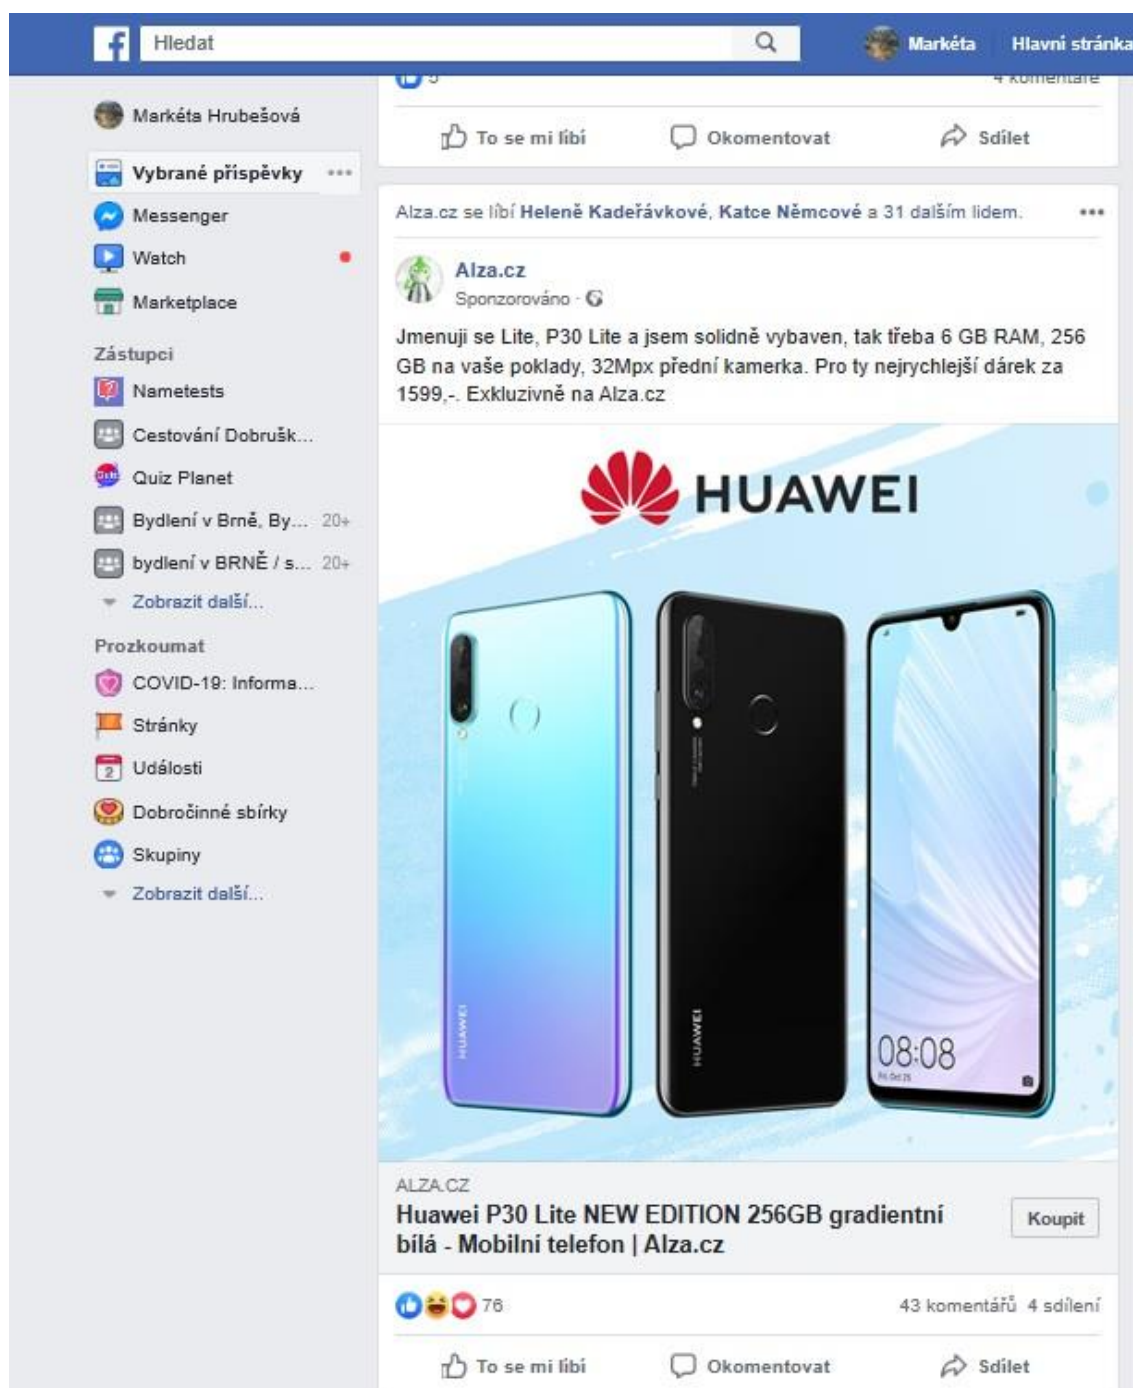 Hledat
Markéta
Hlavní stránka
Markéta Hrubešová
Vybrané příspěvky
Messenger
Watch
Marketplace
Zástupci
Nametests
Cestování Dobrušk...
Quiz Planet
Bydlení v Brně, By... 20+
bydlení v BRNĚ / s... 20+
Zobrazit další...
Prozkoumat
COVID-19: Informa...
Stránky
Události
Dobročinné sbírky
Skupiny
Zobrazit další...
5
4 komentáře
To se mi líbí
Okomentovat
Sdílet
Alza.cz se líbí Heleně Kadeřávkové, Katce Němcové a 31 dalším lidem.
Alza.cz
Sponzorováno ·
Jmenuji se Lite, P30 Lite a jsem solidně vybaven, tak třeba 6 GB RAM, 256
GB na vaše poklady, 32Mpx přední kamerka. Pro ty nejrychlejší dárek za
1599,-. Exkluzivně na Alza.cz
HUAWEI
HUAWEI
HUAWEI
08:08
ALZA.CZ
Huawei P30 Lite NEW EDITION 256GB gradientní
bílá - Mobilní telefon | Alza.cz
Koupit
76
43 komentářů 4 sdílení
To se mi líbí
Okomentovat
Sdílet